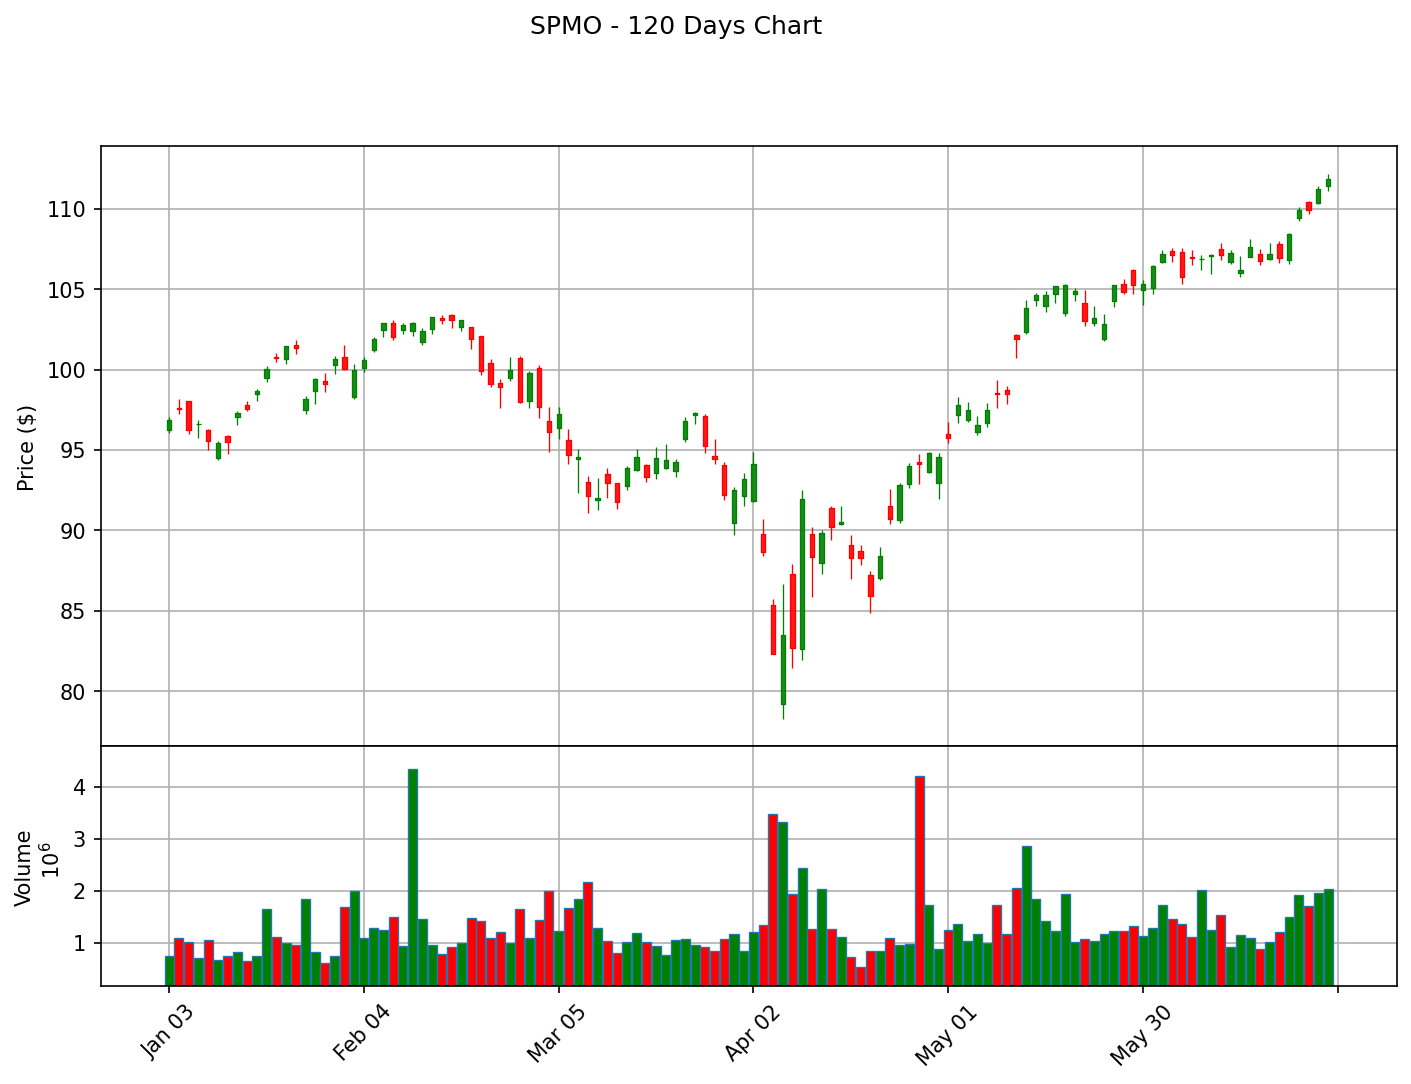 SPMO - 120 Days Chart
110
105
100
95
90
85
80
Price ($)
4
3
2
1
Volume
10⁶
Jan 03
Feb 04
Mar 05
Apr 02
May 01
May 30